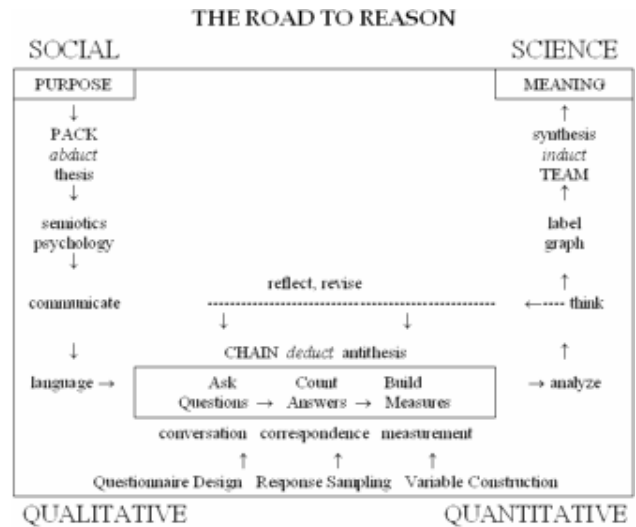 THE ROAD TO REASON
SOCIAL SCIENCE
PURPOSE MEANING
↓ ↑
PACK synthesis
abduct induct
thesis TEAM
↓ ↑
semiotics label
psychology graph
↓ ↑
reflect, revise
communicate ←---- think
↓ ↓
CHAIN deduct antithesis
↓ ↑
language → Ask Count Build → analyze
Questions → Answers → Measures
conversation correspondence measurement
↑ ↑ ↑
Questionnaire Design Response Sampling Variable Construction
QUALITATIVE QUANTITATIVE